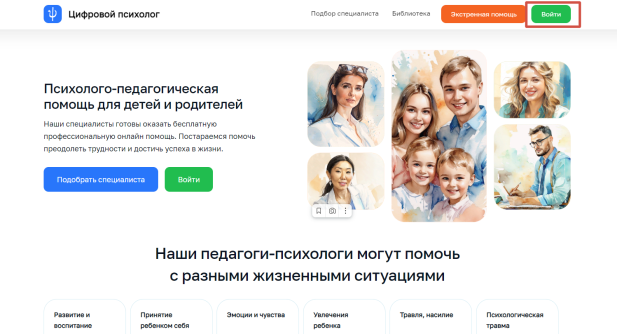 Цифровой психолог
Подбор специалиста Библиотека Экстренная помощь Войти
Психолого-педагогическая
помощь для детей и родителей
Наши специалисты готовы оказать бесплатную
профессиональную онлайн помощь. Постараемся помочь
преодолеть трудности и достичь успеха в жизни.
Подобрать специалиста Войти
Наши педагоги-психологи могут помочь
с разными жизненными ситуациями
Развитие и
воспитание
Принятие
ребенком себя
Эмоции и чувства
Увлечения
ребенка
Травля, насилие
Психологическая
травма